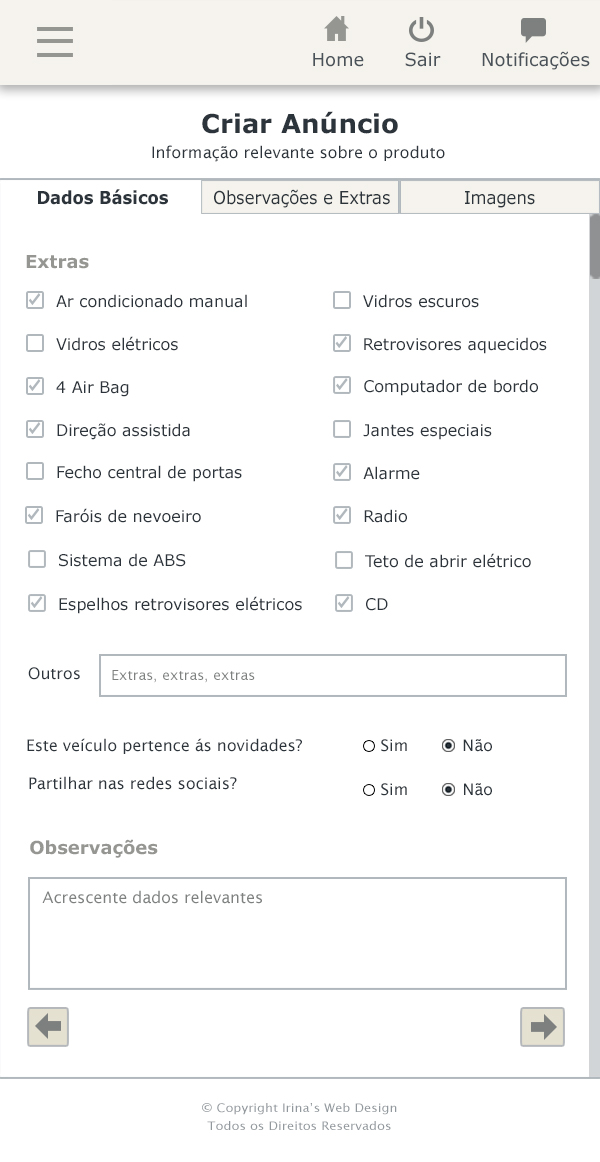 Home Sair Notificações
Criar Anúncio
Informação relevante sobre o produto
Dados Básicos Observações e Extras Imagens
Extras
Ar condicionado manual Vidros escuros
Vidros elétricos Retrovisores aquecidos
4 Air Bag Computador de bordo
Direção assistida Jantes especiais
Fecho central de portas Alarme
Faróis de nevoeiro Radio
Sistema de ABS Teto de abrir elétrico
Espelhos retrovisores elétricos CD
Outros Extras, extras, extras
Este veículo pertence ás novidades? Sim Não
Partilhar nas redes sociais? Sim Não
Observações
Acrescente dados relevantes
© Copyright Irina's Web Design
Todos os Direitos Reservados